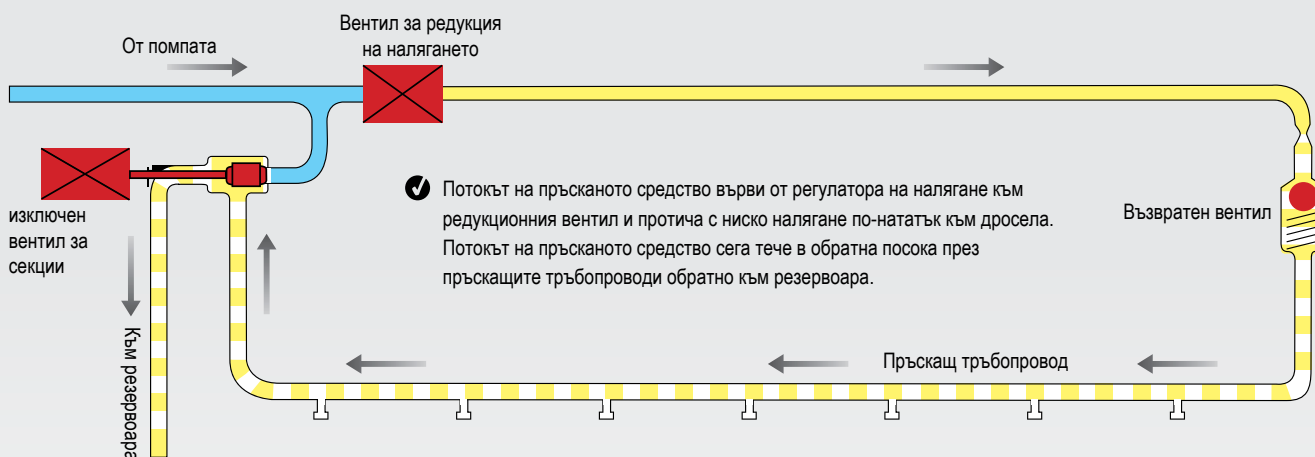 От помпата
Вентил за редукция
на налягането
изключен
вентил за
секции
Потокът на пръсканото средство върви от регулатора на налягане към
редукционния вентил и протича с ниско налягане по-нататък към дросела.
Потокът на пръсканото средство сега тече в обратна посока през
пръскащите тръбопроводи обратно към резервоара.
Възвратен вентил
Към резервоара
Пръскащ тръбопровод